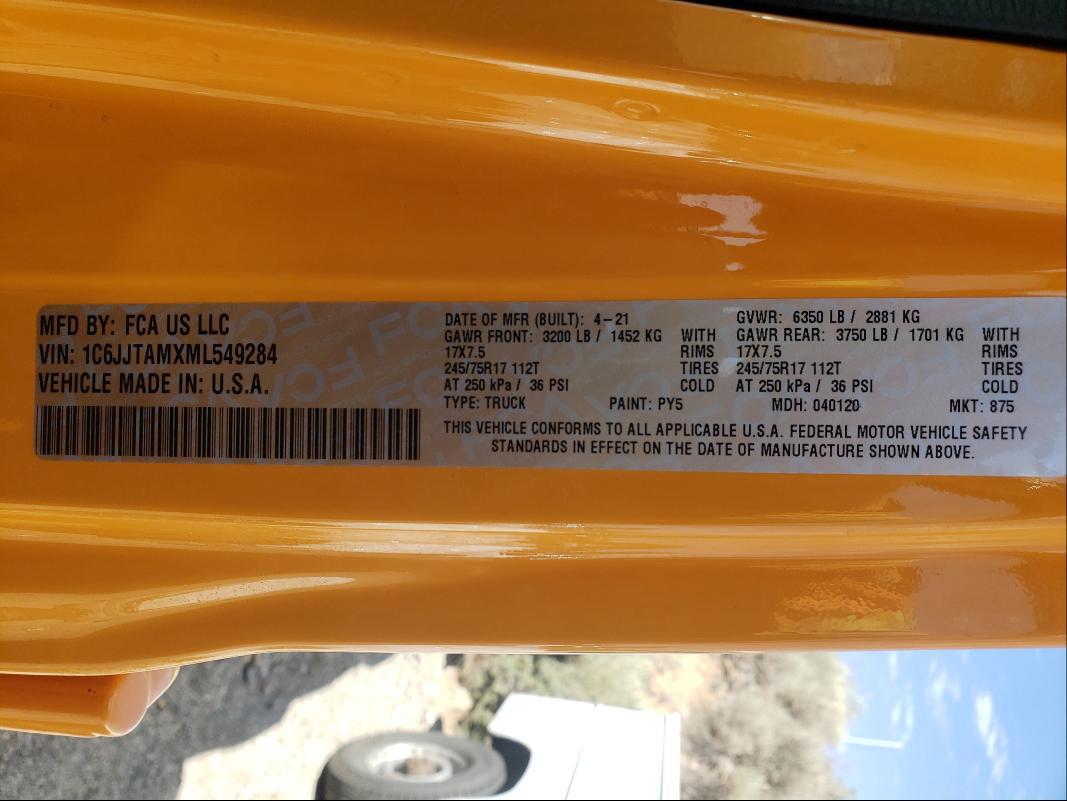 MFD BY: FCA US LLC
VIN: 1C6JJTAMXML549284
VEHICLE MADE IN: U.S.A.
DATE OF MFR (BUILT): 4-21 GVWR: 6350 LB / 2881 KG
GAWR FRONT: 3200 LB / 1452 KG WITH GAWR REAR: 3750 LB / 1701 KG WITH
17X7.5 RIMS 17X7.5 RIMS
245/75R17 112T TIRES 245/75R17 112T TIRES
AT 250 kPa / 36 PSI COLD AT 250 kPa / 36 PSI COLD
TYPE: TRUCK PAINT: PY5 MDH: 040120 MKT: 875
THIS VEHICLE CONFORMS TO ALL APPLICABLE U.S.A. FEDERAL MOTOR VEHICLE SAFETY
STANDARDS IN EFFECT ON THE DATE OF MANUFACTURE SHOWN ABOVE.